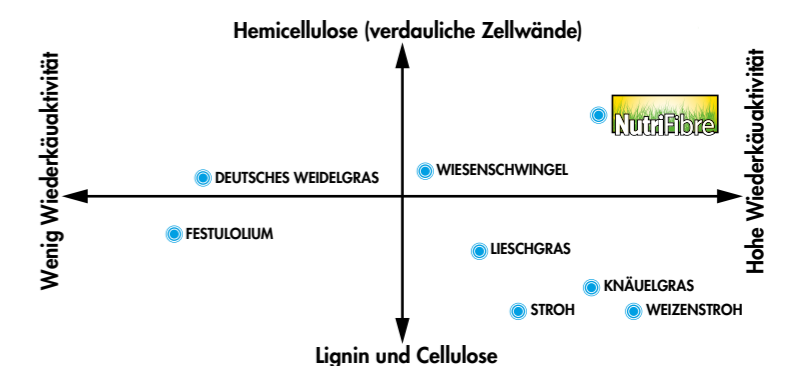 Hemicellulose (verdauliche Zellwände)
Wenig Wiederkäuaktivität
Hohe Wiederkäuaktivität
NutriFibre
DEUTSCHES WEIDELGRAS
WIESENSCHWINGEL
FESTULOLIUM
LIESCHGRAS
KNÄUELGRAS
STROH
WEIZENSTROH
Lignin und Cellulose